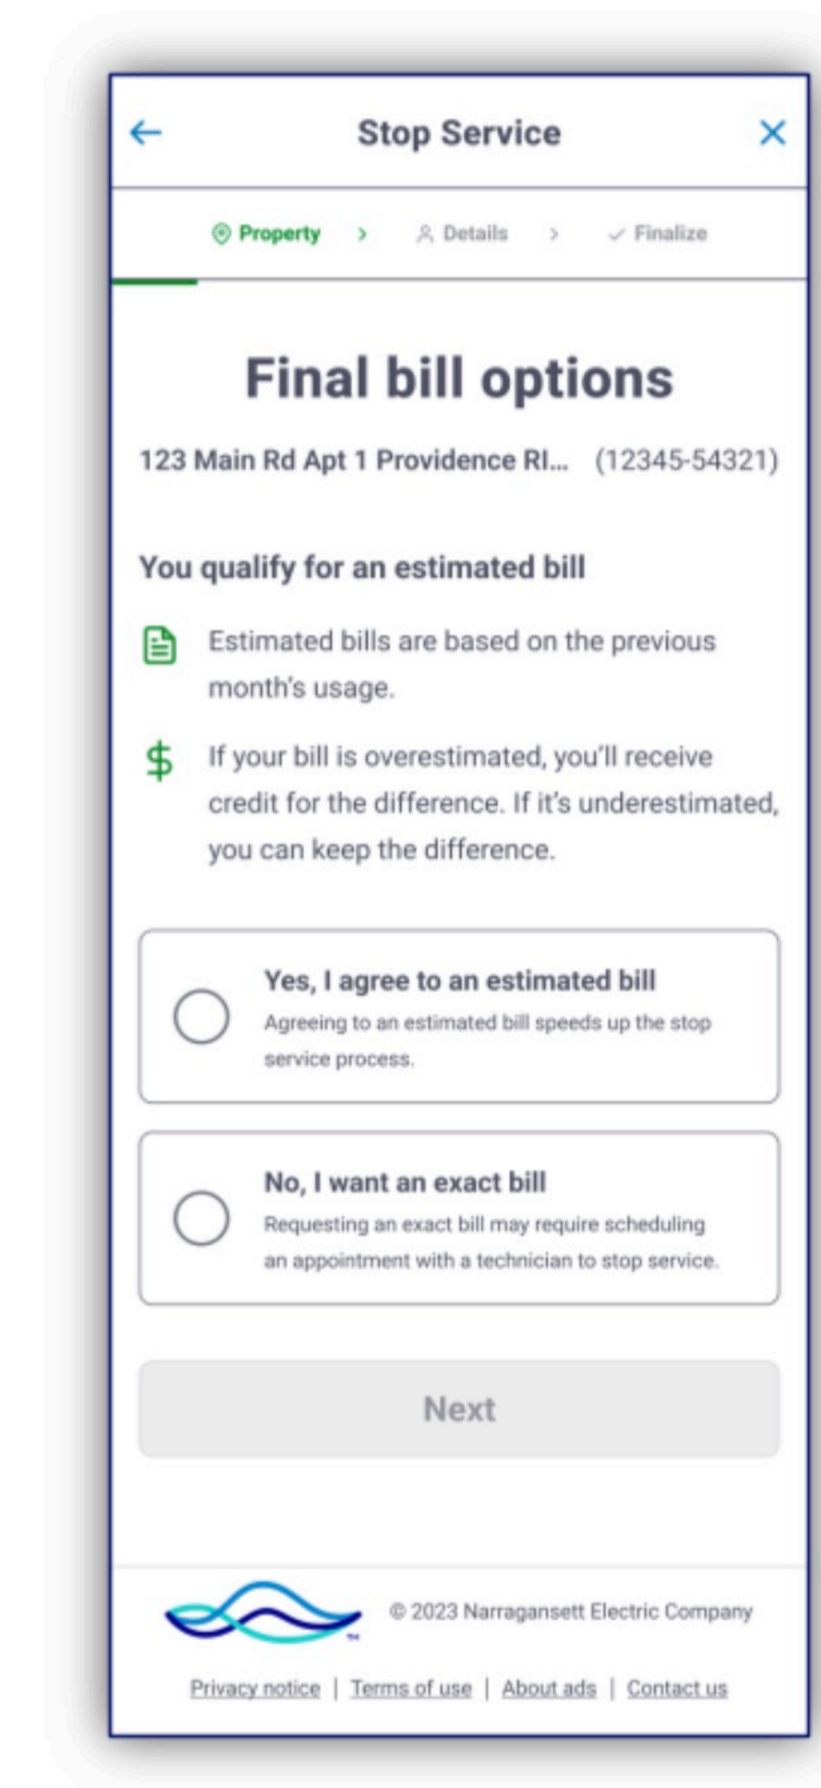 Stop Service
Property > Details > Finalize
Final bill options
123 Main Rd Apt 1 Providence RI... (12345-54321)
You qualify for an estimated bill
Estimated bills are based on the previous
month's usage.
$ If your bill is overestimated, you'll receive
credit for the difference. If it's underestimated,
you can keep the difference.
Yes, I agree to an estimated bill
Agreeing to an estimated bill speeds up the stop
service process.
No, I want an exact bill
Requesting an exact bill may require scheduling
an appointment with a technician to stop service.
Next
TM
© 2023 Narragansett Electric Company
Privacy notice | Terms of use | About ads | Contact us